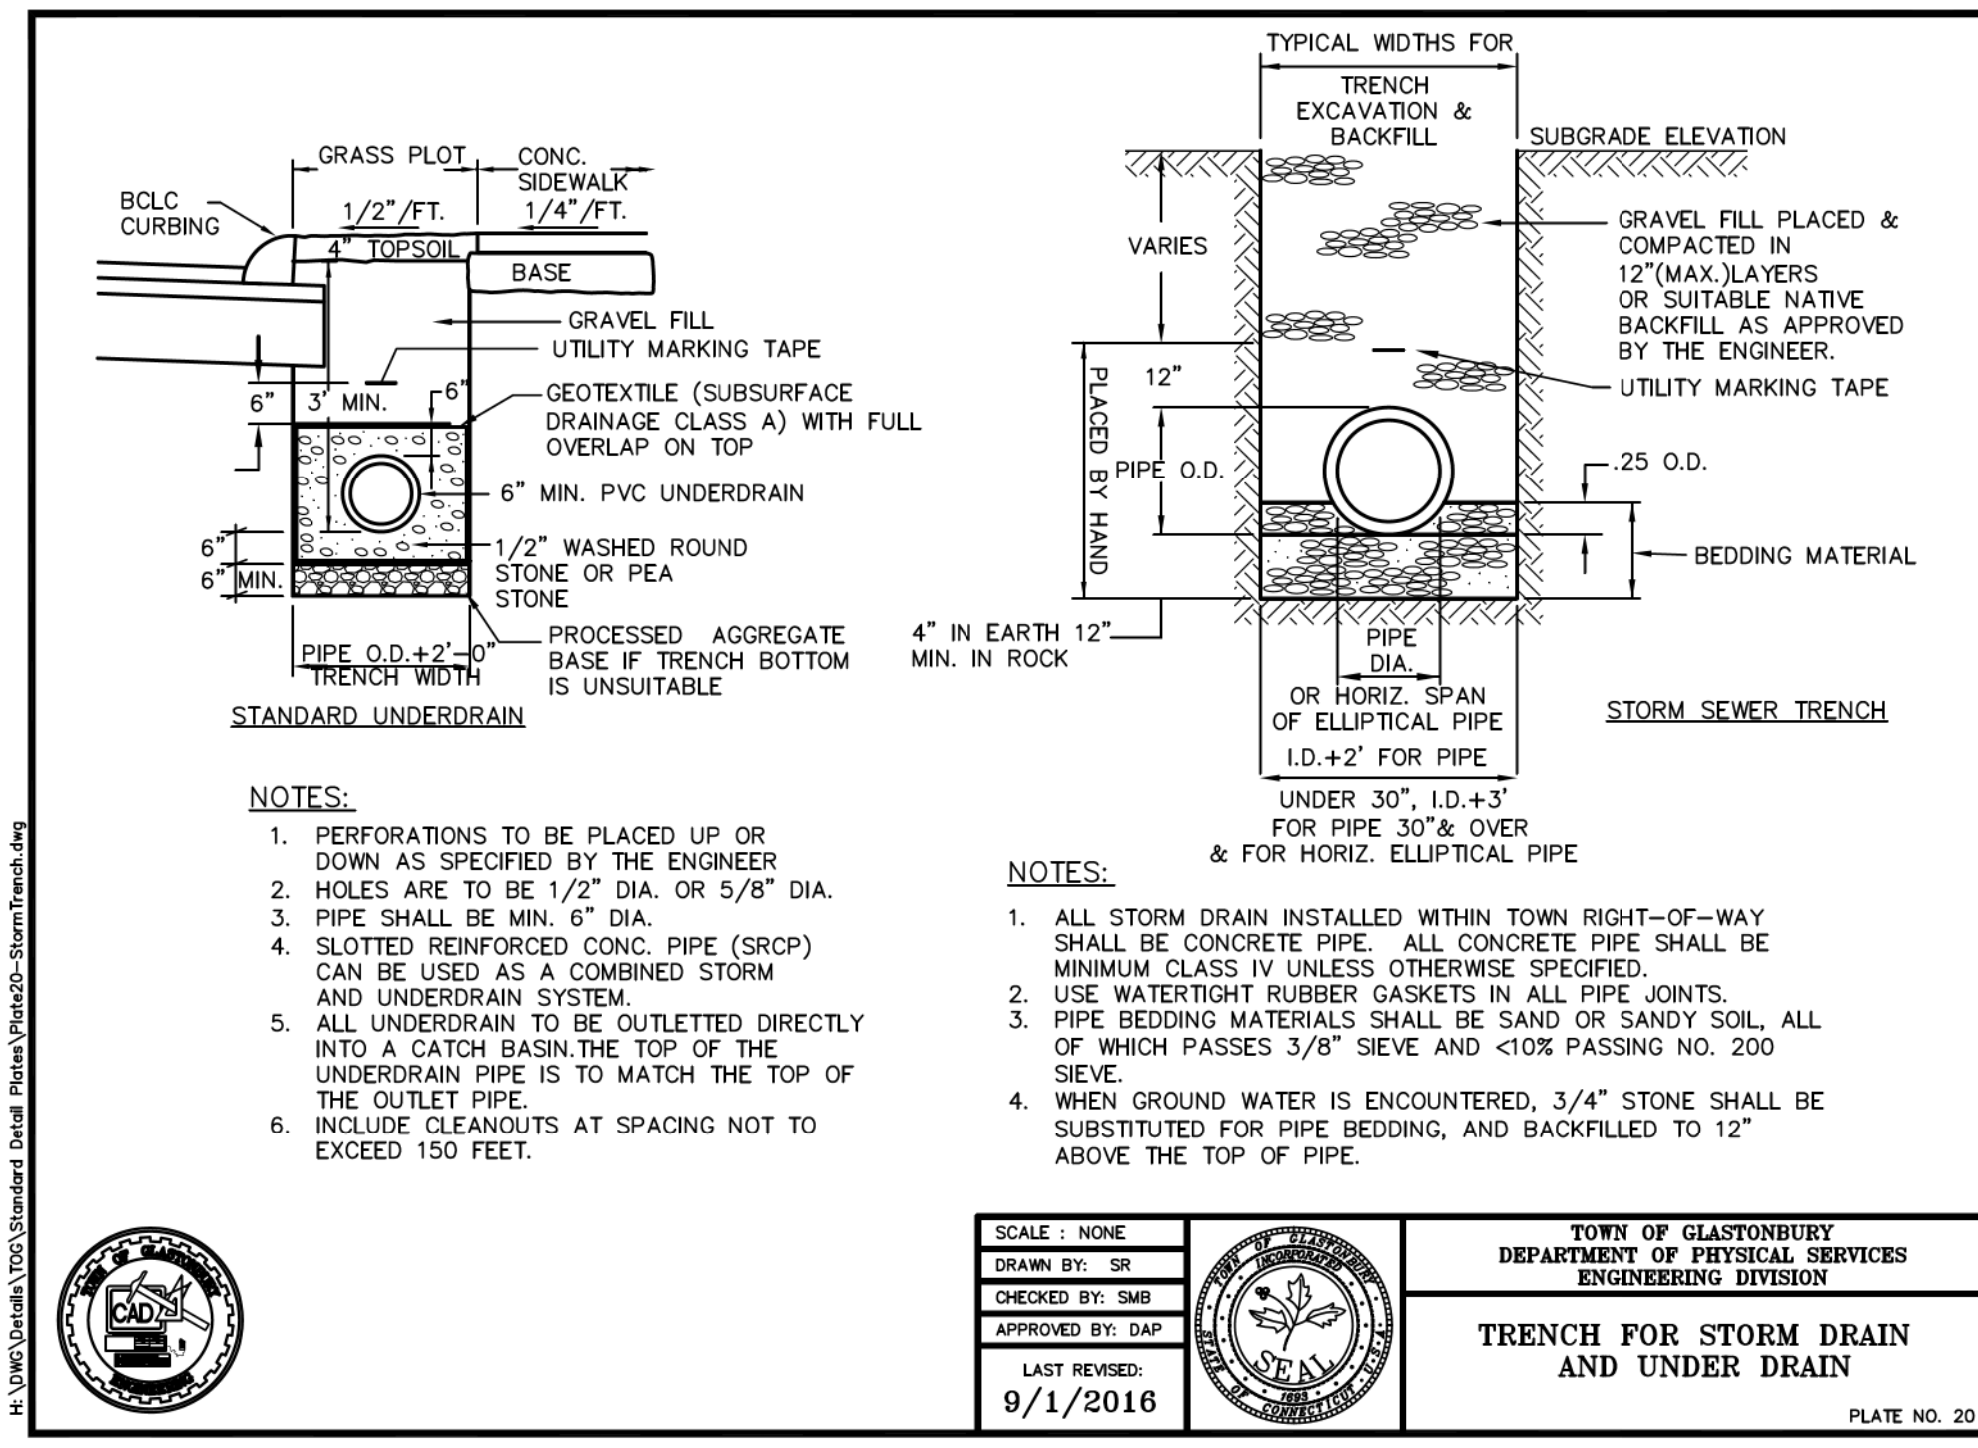 GRASS PLOT
CONC.
SIDEWALK
BCLC
CURBING
1/2"/FT.
1/4"/FT.
4" TOPSOIL
BASE
GRAVEL FILL
UTILITY MARKING TAPE
6"
3' MIN.
6"
GEOTEXTILE (SUBSURFACE
DRAINAGE CLASS A) WITH FULL
OVERLAP ON TOP
6" MIN. PVC UNDERDRAIN
6"
6" MIN.
1/2" WASHED ROUND
STONE OR PEA
STONE
PROCESSED AGGREGATE
BASE IF TRENCH BOTTOM
IS UNSUITABLE
PIPE O.D.+2'-0"
TRENCH WIDTH
STANDARD UNDERDRAIN
NOTES:
1. PERFORATIONS TO BE PLACED UP OR
DOWN AS SPECIFIED BY THE ENGINEER
2. HOLES ARE TO BE 1/2" DIA. OR 5/8" DIA.
3. PIPE SHALL BE MIN. 6" DIA.
4. SLOTTED REINFORCED CONC. PIPE (SRCP)
CAN BE USED AS A COMBINED STORM
AND UNDERDRAIN SYSTEM.
5. ALL UNDERDRAIN TO BE OUTLETTED DIRECTLY
INTO A CATCH BASIN.THE TOP OF THE
UNDERDRAIN PIPE IS TO MATCH THE TOP OF
THE OUTLET PIPE.
6. INCLUDE CLEANOUTS AT SPACING NOT TO
EXCEED 150 FEET.
TYPICAL WIDTHS FOR
TRENCH
EXCAVATION &
BACKFILL
SUBGRADE ELEVATION
VARIES
GRAVEL FILL PLACED &
COMPACTED IN
12"(MAX.)LAYERS
OR SUITABLE NATIVE
BACKFILL AS APPROVED
BY THE ENGINEER.
UTILITY MARKING TAPE
12"
PLACED BY HAND
PIPE O.D.
.25 O.D.
BEDDING MATERIAL
4" IN EARTH 12"
MIN. IN ROCK
PIPE
DIA.
OR HORIZ. SPAN
OF ELLIPTICAL PIPE
I.D.+2' FOR PIPE
UNDER 30", I.D.+3'
FOR PIPE 30"& OVER
& FOR HORIZ. ELLIPTICAL PIPE
STORM SEWER TRENCH
NOTES:
1. ALL STORM DRAIN INSTALLED WITHIN TOWN RIGHT-OF-WAY
SHALL BE CONCRETE PIPE. ALL CONCRETE PIPE SHALL BE
MINIMUM CLASS IV UNLESS OTHERWISE SPECIFIED.
2. USE WATERTIGHT RUBBER GASKETS IN ALL PIPE JOINTS.
3. PIPE BEDDING MATERIALS SHALL BE SAND OR SANDY SOIL, ALL
OF WHICH PASSES 3/8" SIEVE AND <10% PASSING NO. 200
SIEVE.
4. WHEN GROUND WATER IS ENCOUNTERED, 3/4" STONE SHALL BE
SUBSTITUTED FOR PIPE BEDDING, AND BACKFILLED TO 12"
ABOVE THE TOP OF PIPE.
H: \DWG\Details\TOG\Standard Detail Plates\Plate20-StormTrench.dwg
TOWN OF GLASTONBURY
CAD
ENGINEERING
SCALE : NONE
DRAWN BY: SR
CHECKED BY: SMB
APPROVED BY: DAP
LAST REVISED:
9/1/2016
TOWN OF GLASTONBURY
INCORPORATED
SEAL
1693
STATE OF CONNECTICUT U.S.A
TOWN OF GLASTONBURY
DEPARTMENT OF PHYSICAL SERVICES
ENGINEERING DIVISION
TRENCH FOR STORM DRAIN
AND UNDER DRAIN
PLATE NO. 20